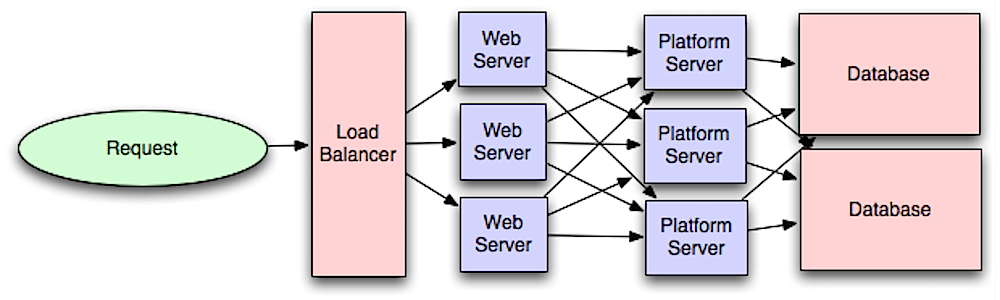 Request
Load
Balancer
Web
Server
Web
Server
Web
Server
Platform
Server
Platform
Server
Platform
Server
Database
Database